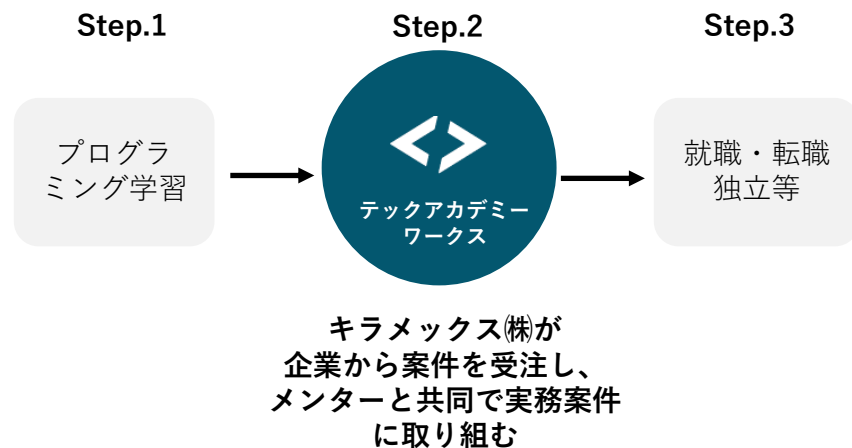 Step.1
Step.2
Step.3
プログラ
ミング学習
テックアカデミー
ワークス
就職・転職
独立等
キラメックス㈱が
企業から案件を受注し、
メンターと共同で実務案件
に取り組む